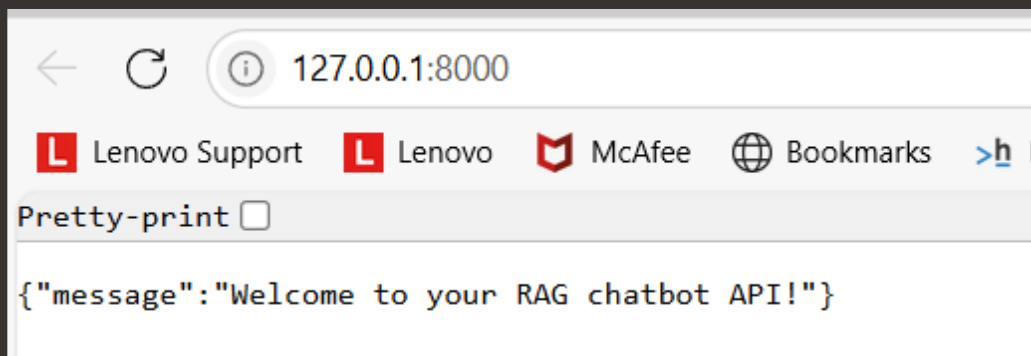 127.0.0.1:8000
L Lenovo Support L Lenovo McAfee Bookmarks >h
Pretty-print
{"message":"Welcome to your RAG chatbot API!"}